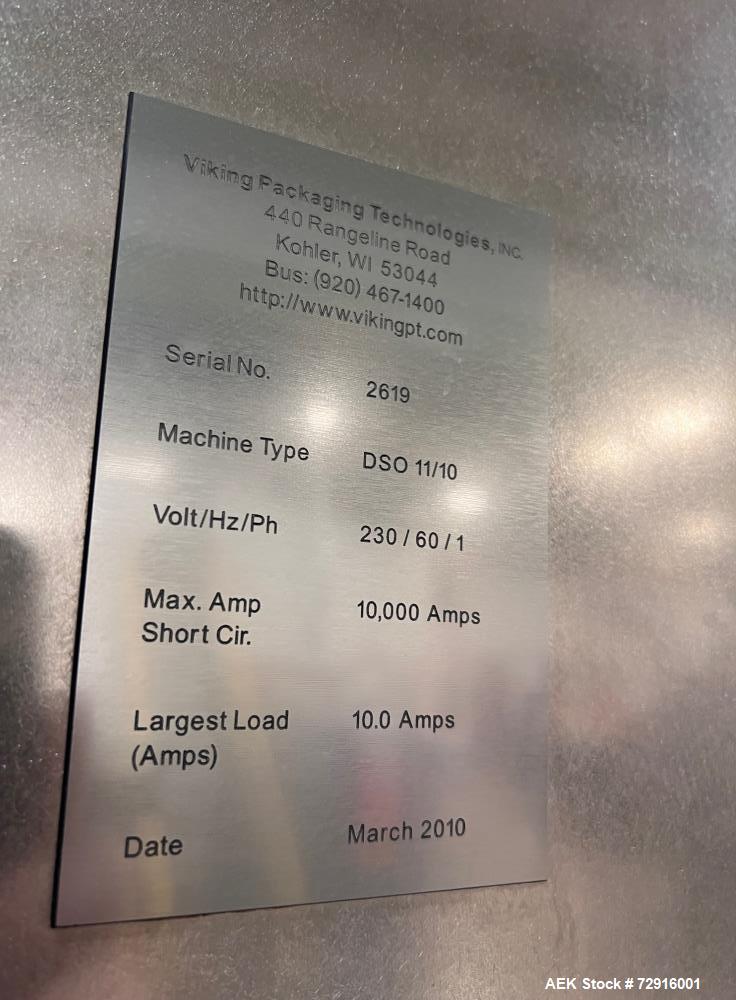 Viking Packaging Technologies, INC.
440 Rangeline Road
Kohler, WI 53044
Bus: (920) 467-1400
http://www.vikingpt.com
Serial No. 2619
Machine Type DSO 11/10
Volt/Hz/Ph 230 / 60 / 1
Max. Amp 10,000 Amps
Short Cir.
Largest Load 10.0 Amps
(Amps)
Date March 2010
AEK Stock # 72916001